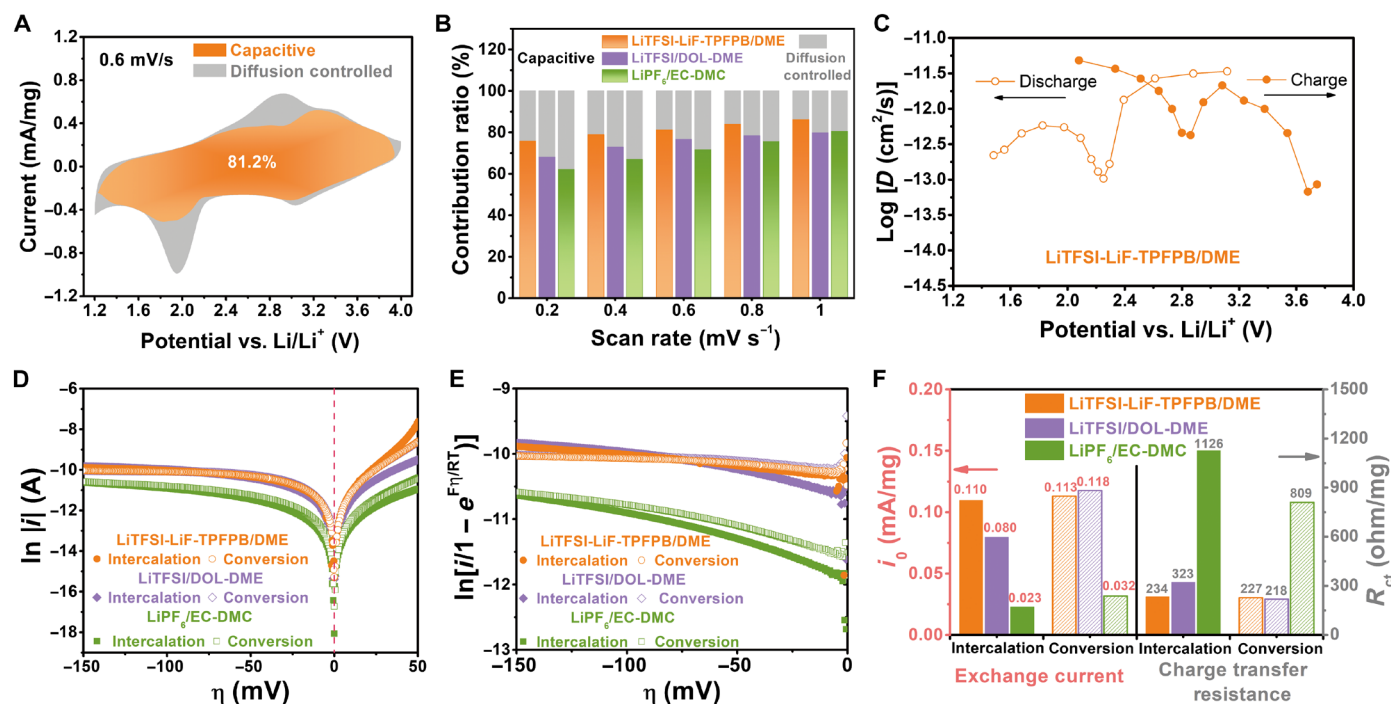 A
1.2
0.8
0.4
0.0
−0.4
−0.8
−1.2
Current (mA/mg)
0.6 mV/s
Capacitive
Diffusion controlled
81.2%
1.2 1.6 2.0 2.4 2.8 3.2 3.6 4.0
Potential vs. Li/Li⁺ (V)
B
120
100
80
60
40
20
0
Contribution ratio (%)
Capacitive
LiTFSI-LiF-TPFPB/DME
LiTFSI/DOL-DME
LiPF₆/EC-DMC
Diffusion
controlled
0.2 0.4 0.6 0.8 1
Scan rate (mV s⁻¹)
C
−11.0
−11.5
−12.0
−12.5
−13.0
−13.5
−14.0
−14.5
Log [D (cm²/s)]
Discharge
Charge
LiTFSI-LiF-TPFPB/DME
1.2 1.6 2.0 2.4 2.8 3.2 3.6 4.0
Potential vs. Li/Li⁺ (V)
D
−6
−8
−10
−12
−14
−16
−18
ln |i| (A)
LiTFSI-LiF-TPFPB/DME
Intercalation Conversion
LiTFSI/DOL-DME
Intercalation Conversion
LiPF₆/EC-DMC
Intercalation Conversion
−150 −100 −50 0 50
η (mV)
E
−9
−10
−11
−12
−13
ln[i/1 − e^Fη/RT)]
LiTFSI-LiF-TPFPB/DME
Intercalation Conversion
LiTFSI/DOL-DME
Intercalation Conversion
LiPF₆/EC-DMC
Intercalation Conversion
−150 −100 −50 0
η (mV)
F
0.20
0.15
0.10
0.05
0.00
i₀ (mA/mg)
LiTFSI-LiF-TPFPB/DME
LiTFSI/DOL-DME
LiPF₆/EC-DMC
0.110
0.080
0.023
0.113
0.118
0.032
234
323
1126
227
218
809
1500
1200
900
600
300
0
R_ct (ohm/mg)
Intercalation Conversion Intercalation Conversion
Exchange current
Charge transfer
resistance